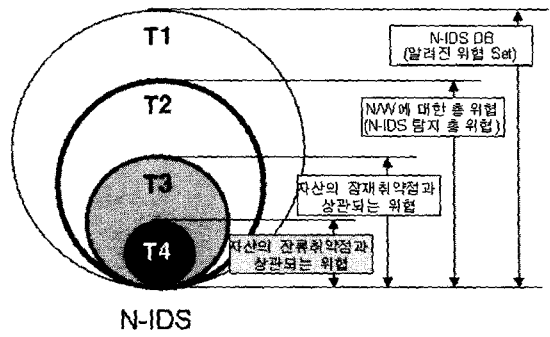 T1
N-IDS DB
(알려진 위협 Set)
T2
N/W에 대한 총 위협
(N-IDS 탐지 총 위협)
T3
자산의 잠재취약점과
상관되는 위협
T4
자산의 잔류취약점과
상관되는 위협
N-IDS